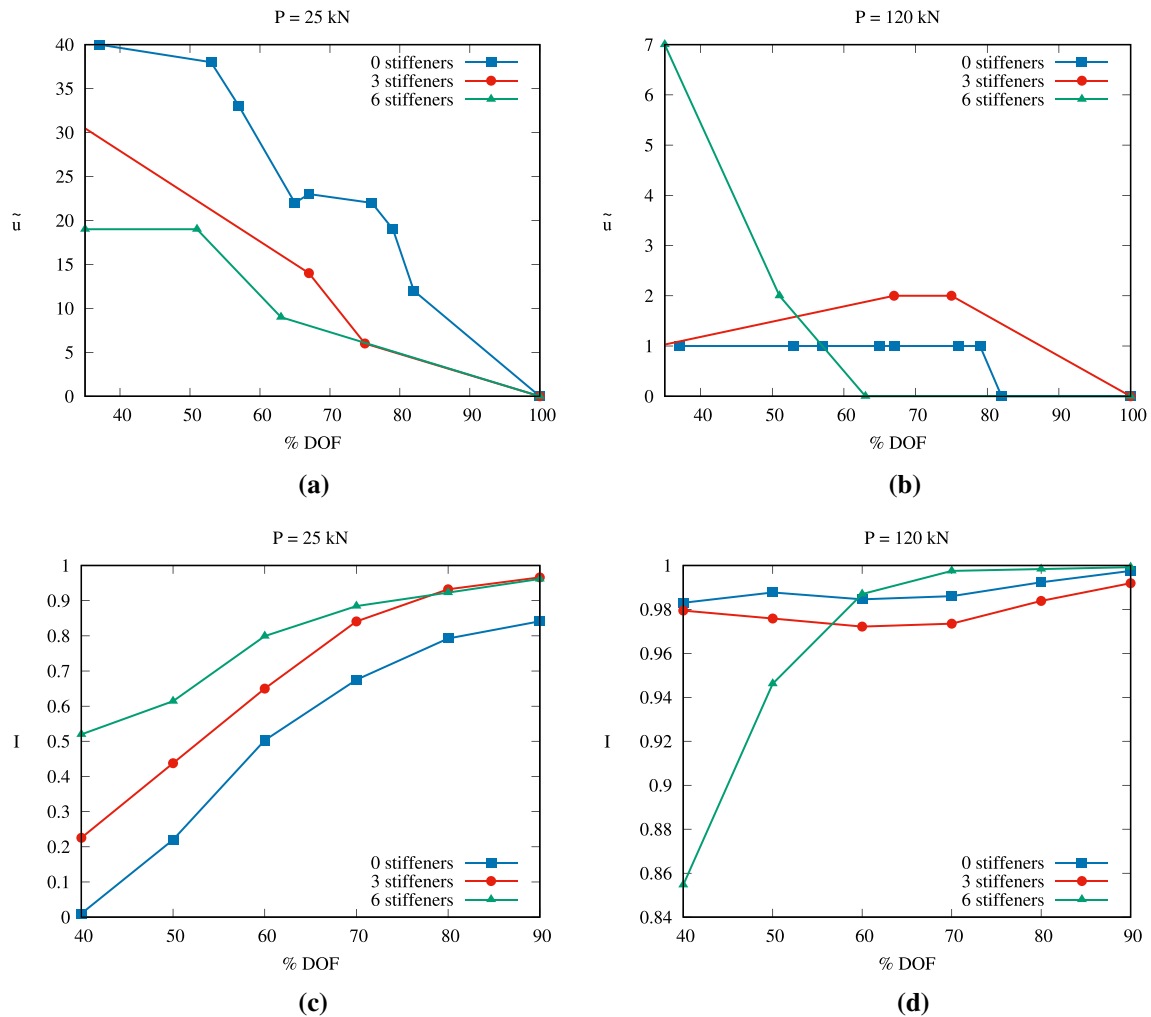 P = 25 kN
40
35
30
25
20
15
10
5
0
ũ
0 stiffeners
3 stiffeners
6 stiffeners
40
50
60
70
80
90
100
% DOF
(a)
P = 120 kN
7
6
5
4
3
2
1
0
ũ
0 stiffeners
3 stiffeners
6 stiffeners
40
50
60
70
80
90
100
% DOF
(b)
P = 25 kN
1
0.9
0.8
0.7
0.6
0.5
0.4
0.3
0.2
0.1
0
I
0 stiffeners
3 stiffeners
6 stiffeners
40
50
60
70
80
90
% DOF
(c)
P = 120 kN
1
0.98
0.96
0.94
0.92
0.9
0.88
0.86
0.84
I
0 stiffeners
3 stiffeners
6 stiffeners
40
50
60
70
80
90
% DOF
(d)